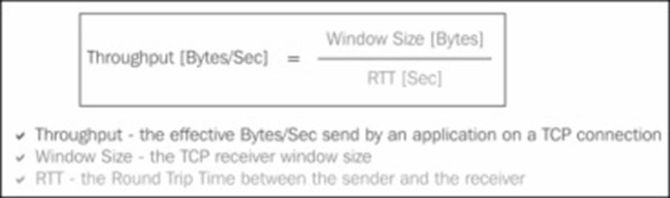 Throughput [Bytes/Sec] = Window Size [Bytes]
RTT [Sec]
✓ Throughput - the effective Bytes/Sec send by an application on a TCP connection
✓ Window Size - the TCP receiver window size
✓ RTT - the Round Trip Time between the sender and the receiver